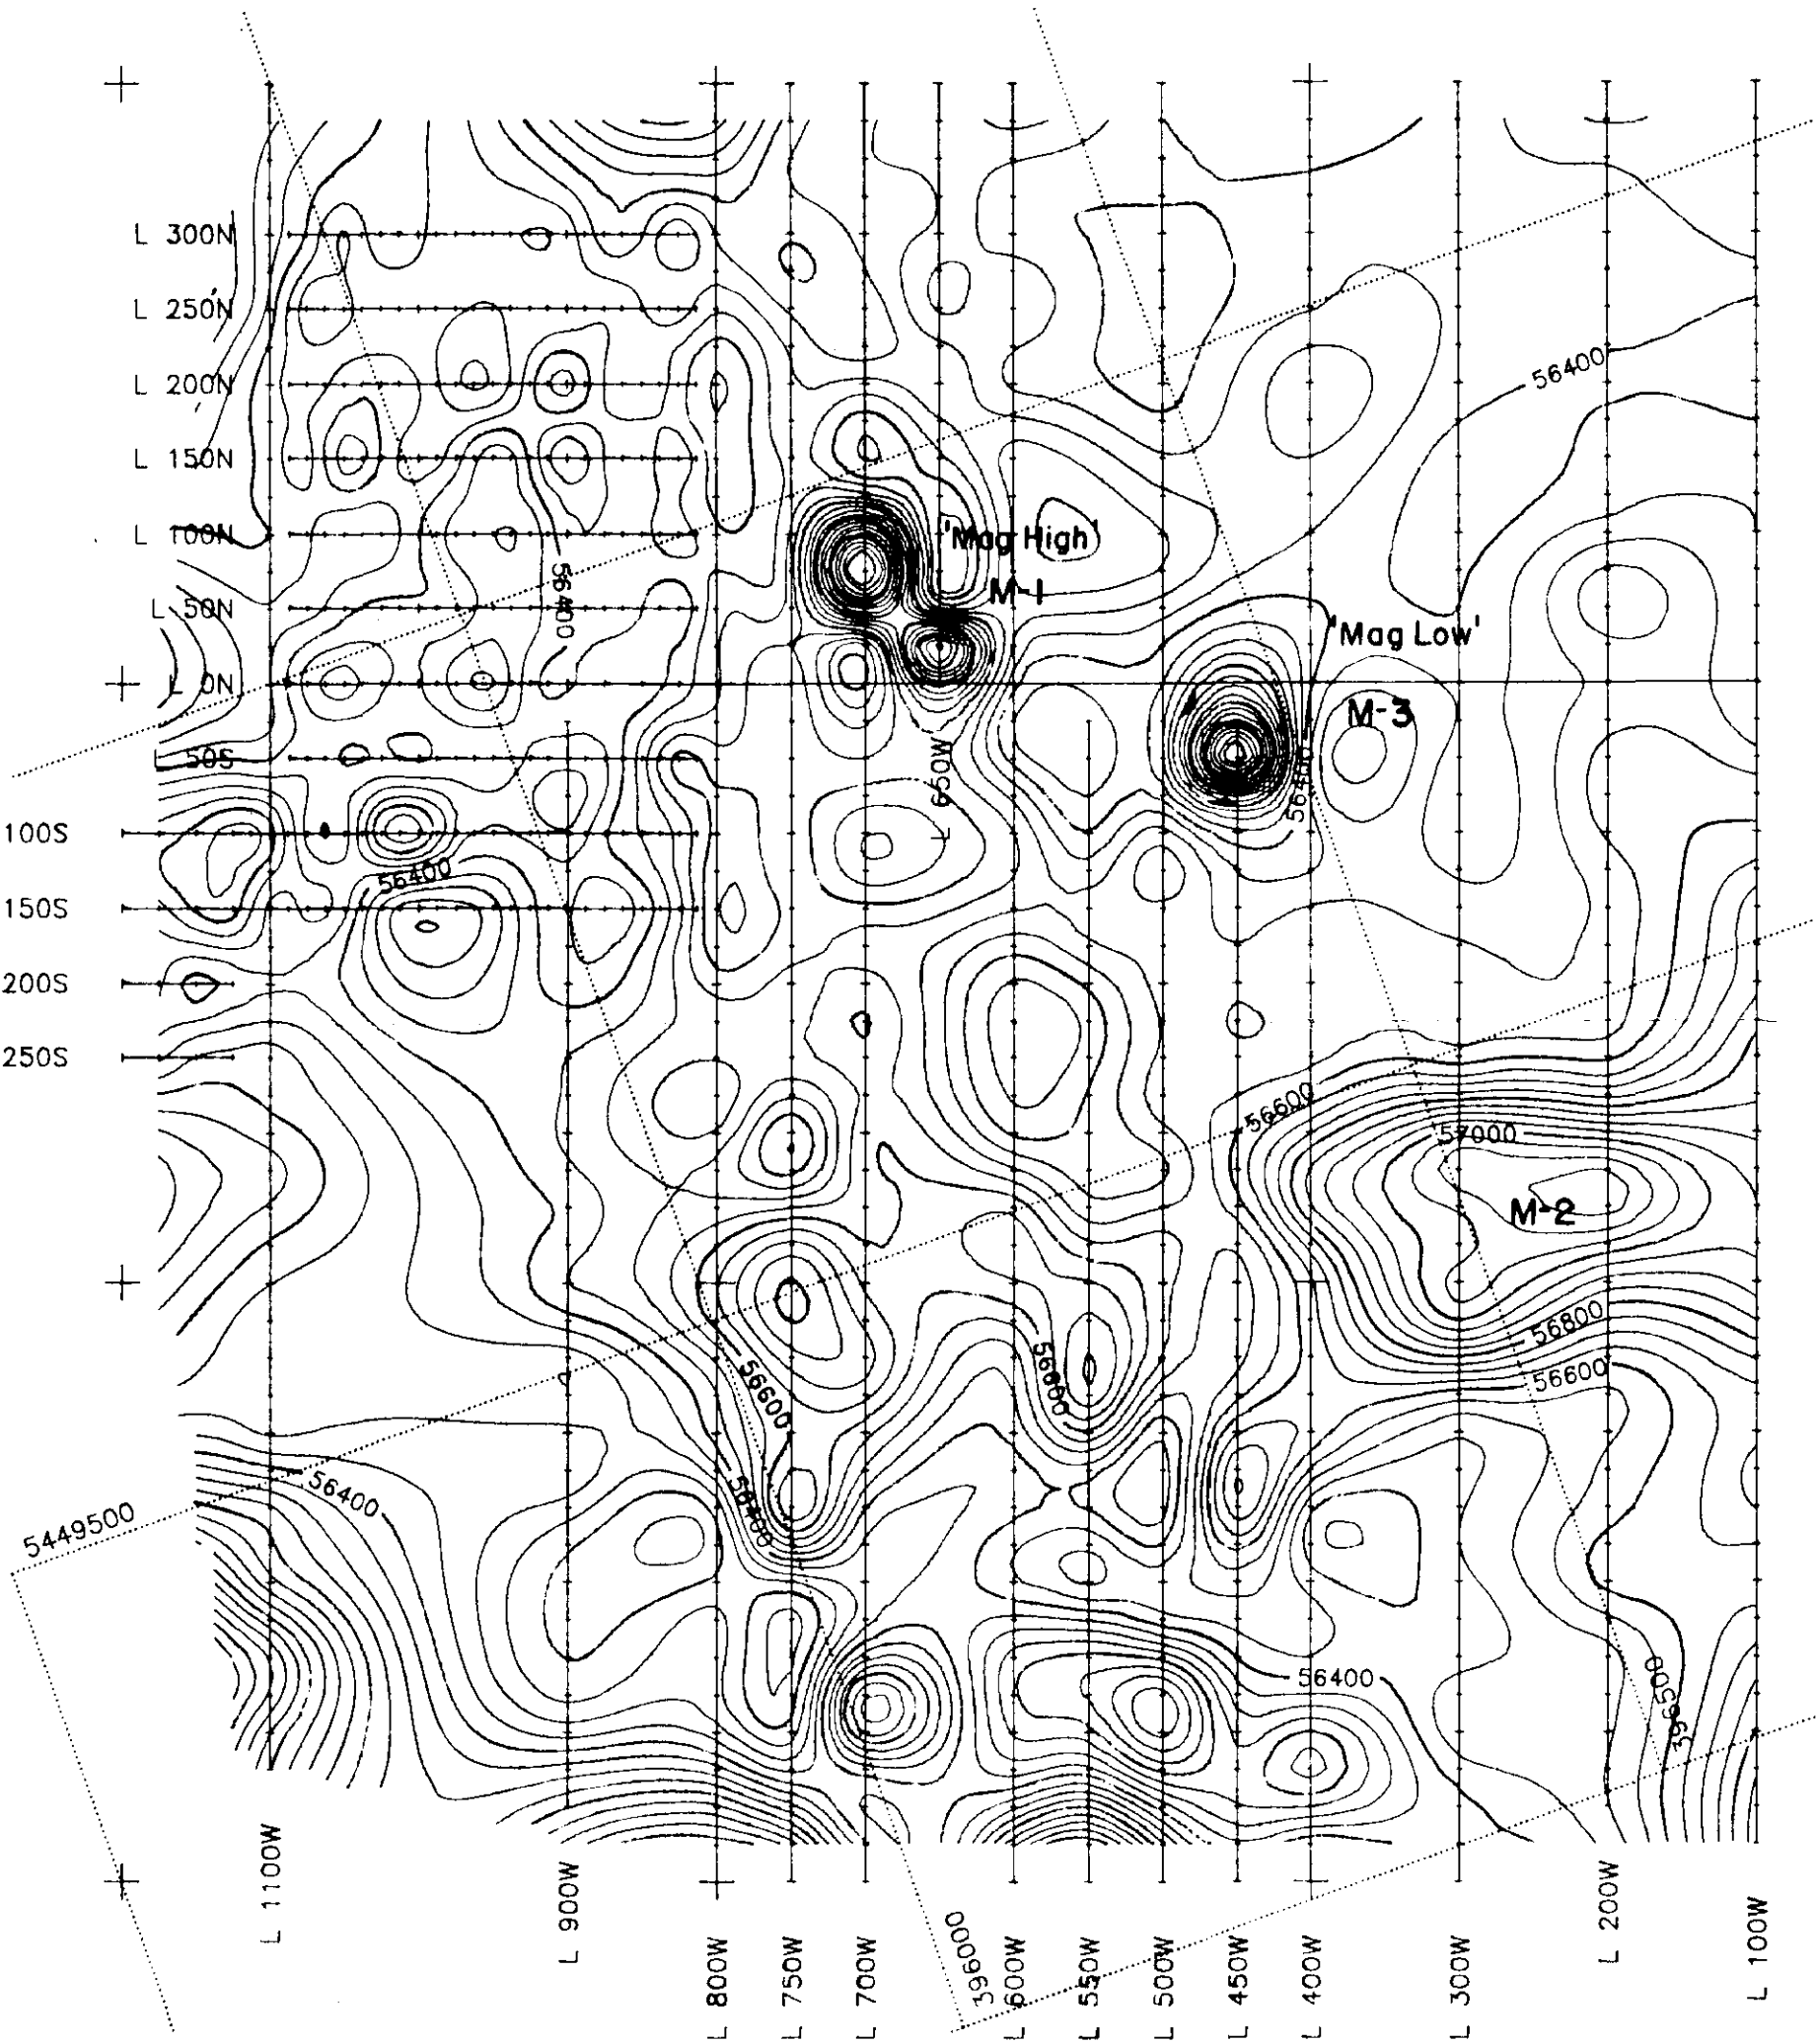 L 300N
L 250N
56400
L 200N
L 150N
L 100N
'Mag High'
56400
M-1
L 50N
'Mag Low'
L 0N
M-3
L 50S
L 650W
56400
100S
56400
150S
200S
250S
56600
57000
M-2
56800
56600
56600
56600
56400
56400
5449500
56400
396500
L 1100W
L 900W
L 800W
L 750W
L 700W
396000
L 600W
L 550W
L 500W
L 450W
L 400W
L 300W
L 200W
L 100W